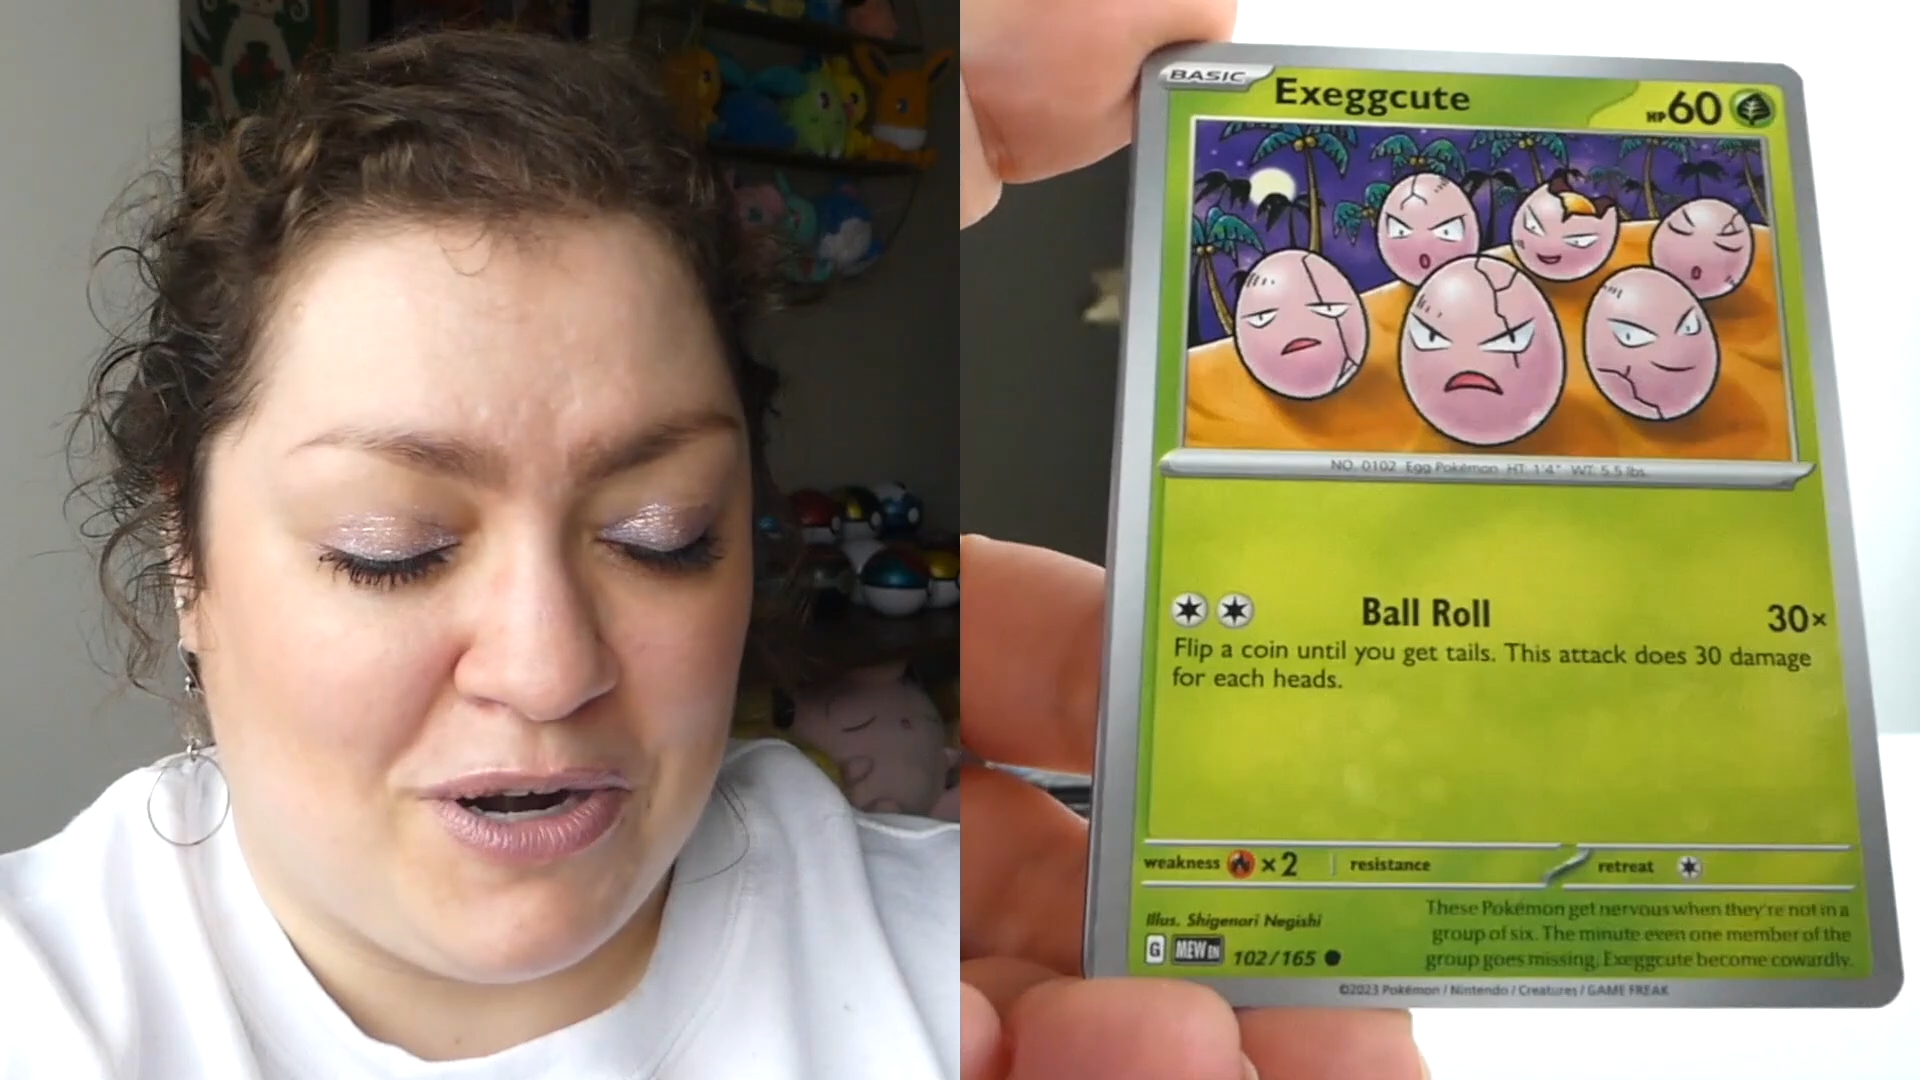 BASIC
Exeggcute
HP 60
NO. 0102 Egg Pokémon HT: 1'4" WT: 5.5 lbs.
Ball Roll 30×
Flip a coin until you get tails. This attack does 30 damage
for each heads.
weakness ×2 resistance retreat
Illus. Shigenori Negishi
G MEW EN 102/165
These Pokémon get nervous when they're not in a
group of six. The minute even one member of the
group goes missing, Exeggcute become cowardly.
©2023 Pokémon / Nintendo / Creatures / GAME FREAK